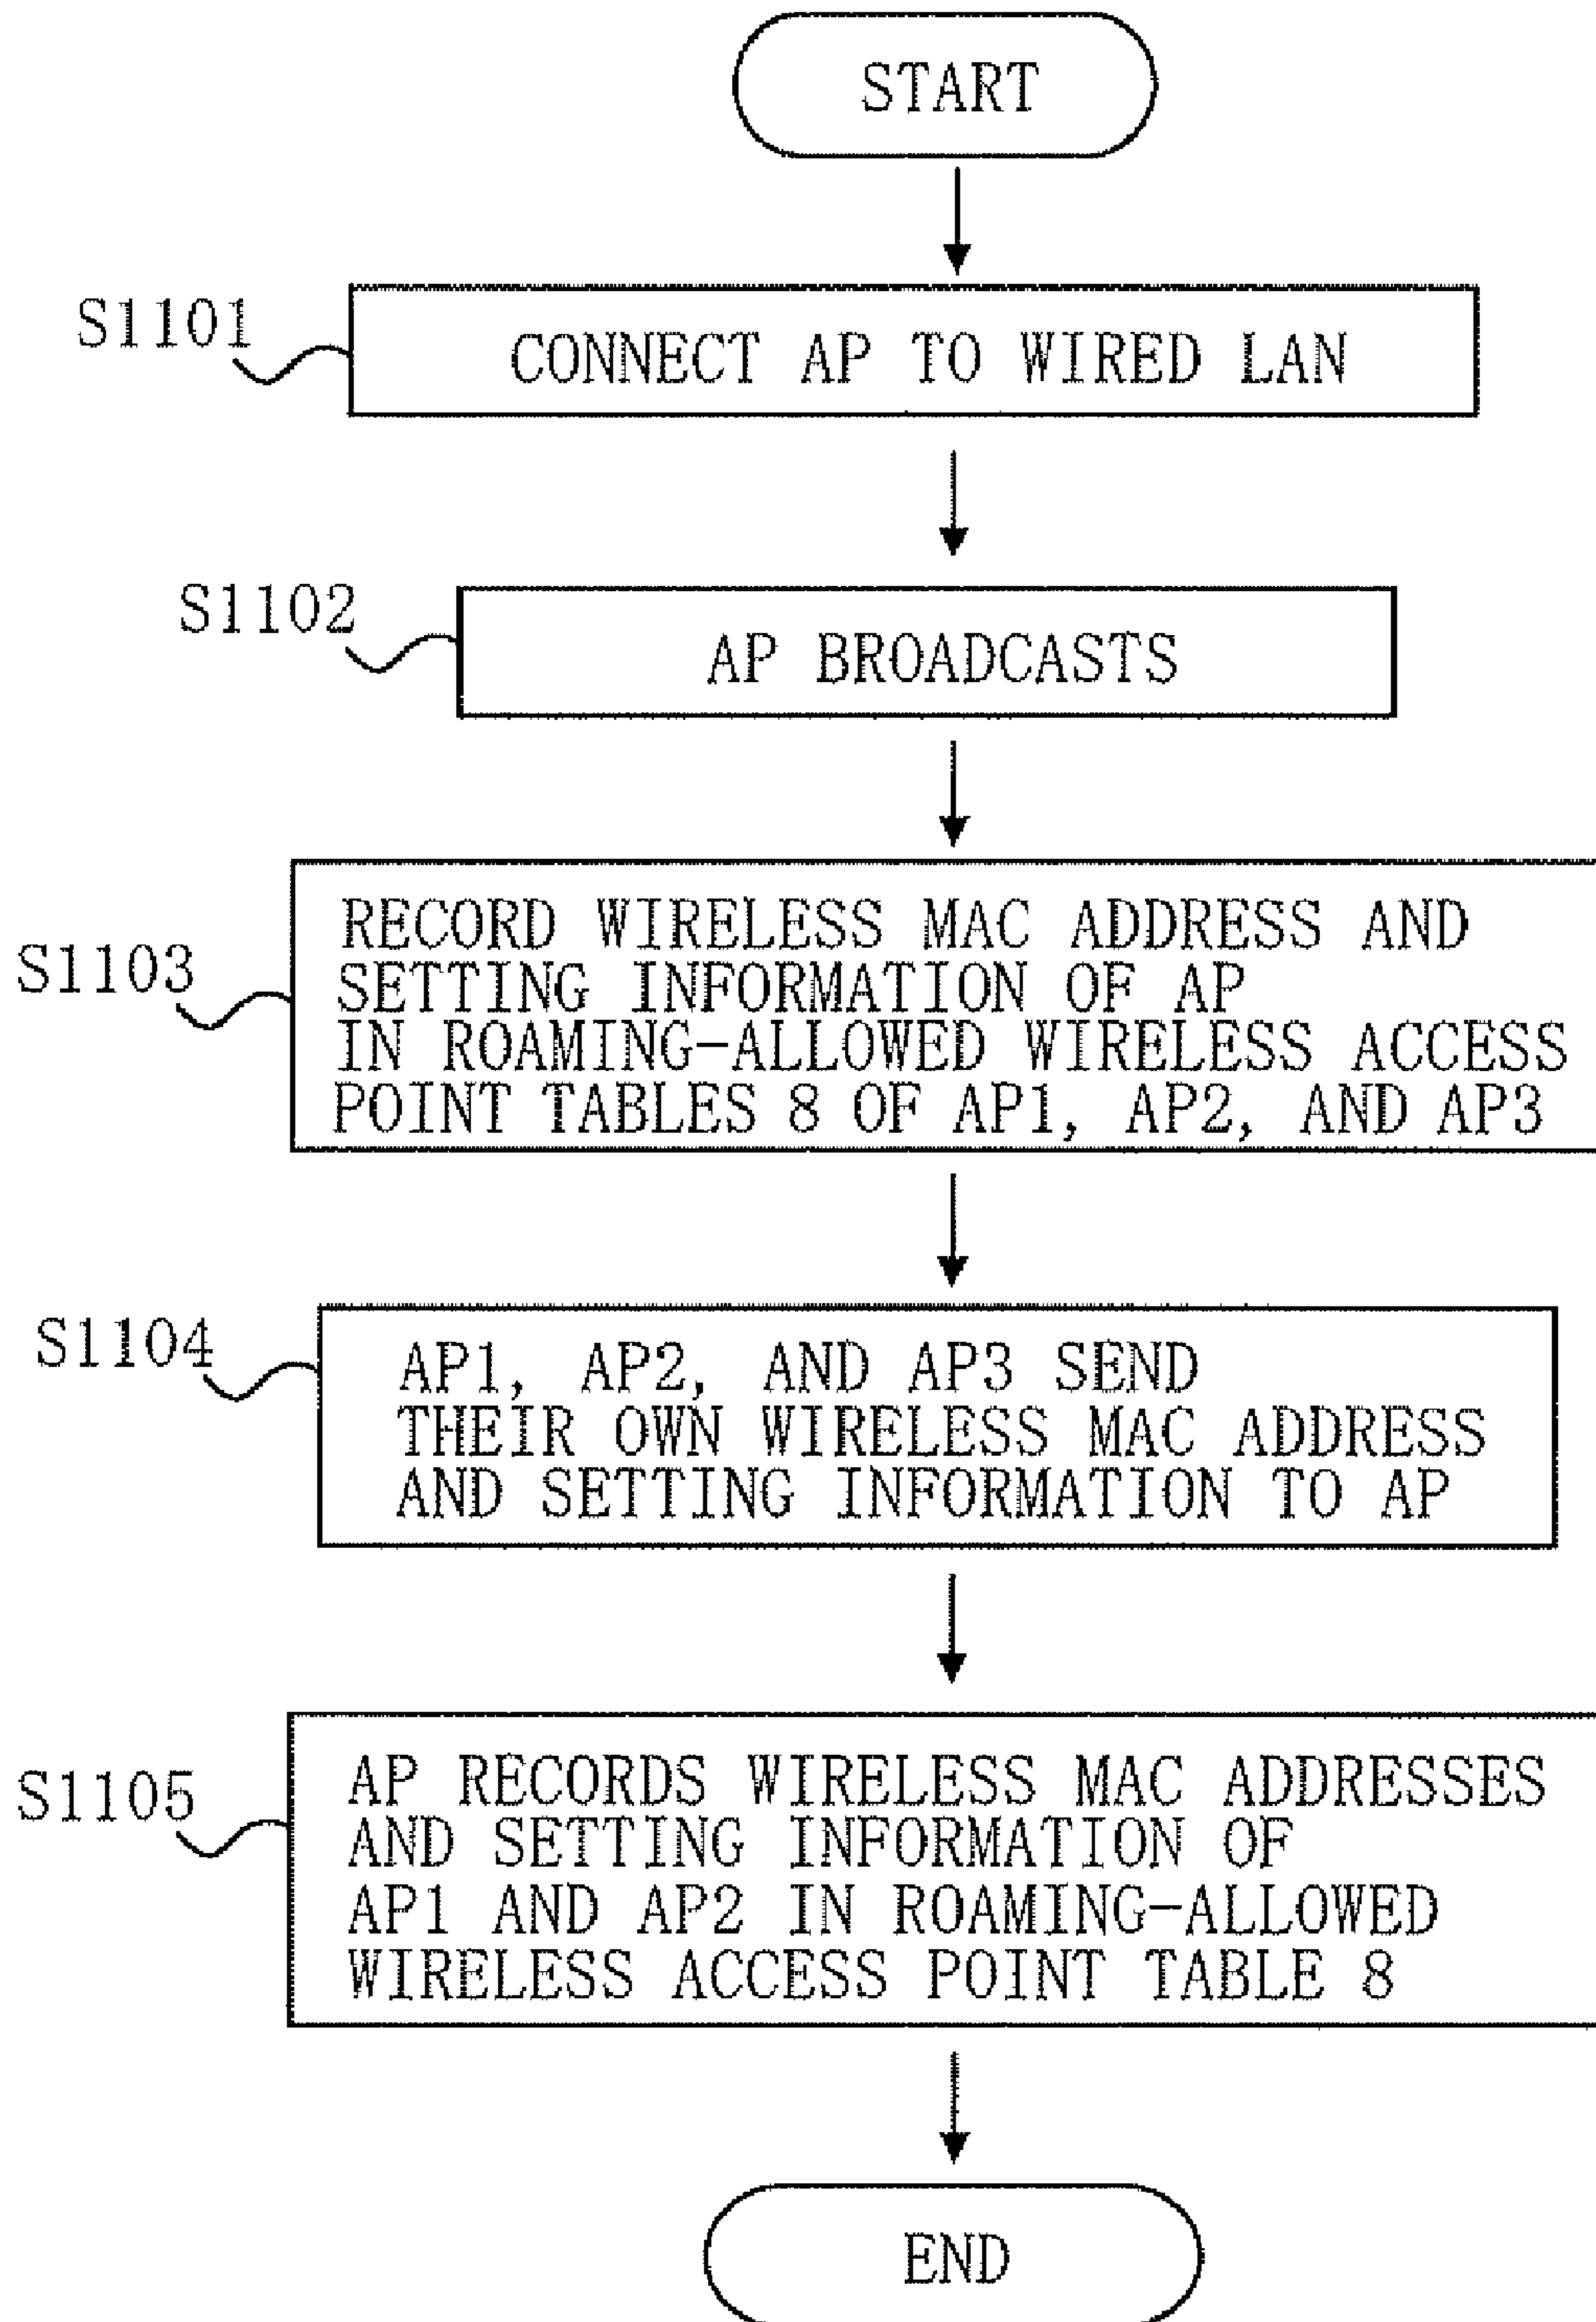 START
S1101
CONNECT AP TO WIRED LAN
S1102
AP BROADCASTS
S1103
RECORD WIRELESS MAC ADDRESS AND
SETTING INFORMATION OF AP
IN ROAMING-ALLOWED WIRELESS ACCESS
POINT TABLES 8 OF AP1, AP2, AND AP3
S1104
AP1, AP2, AND AP3 SEND
THEIR OWN WIRELESS MAC ADDRESS
AND SETTING INFORMATION TO AP
S1105
AP RECORDS WIRELESS MAC ADDRESSES
AND SETTING INFORMATION OF
AP1 AND AP2 IN ROAMING-ALLOWED
WIRELESS ACCESS POINT TABLE 8
END